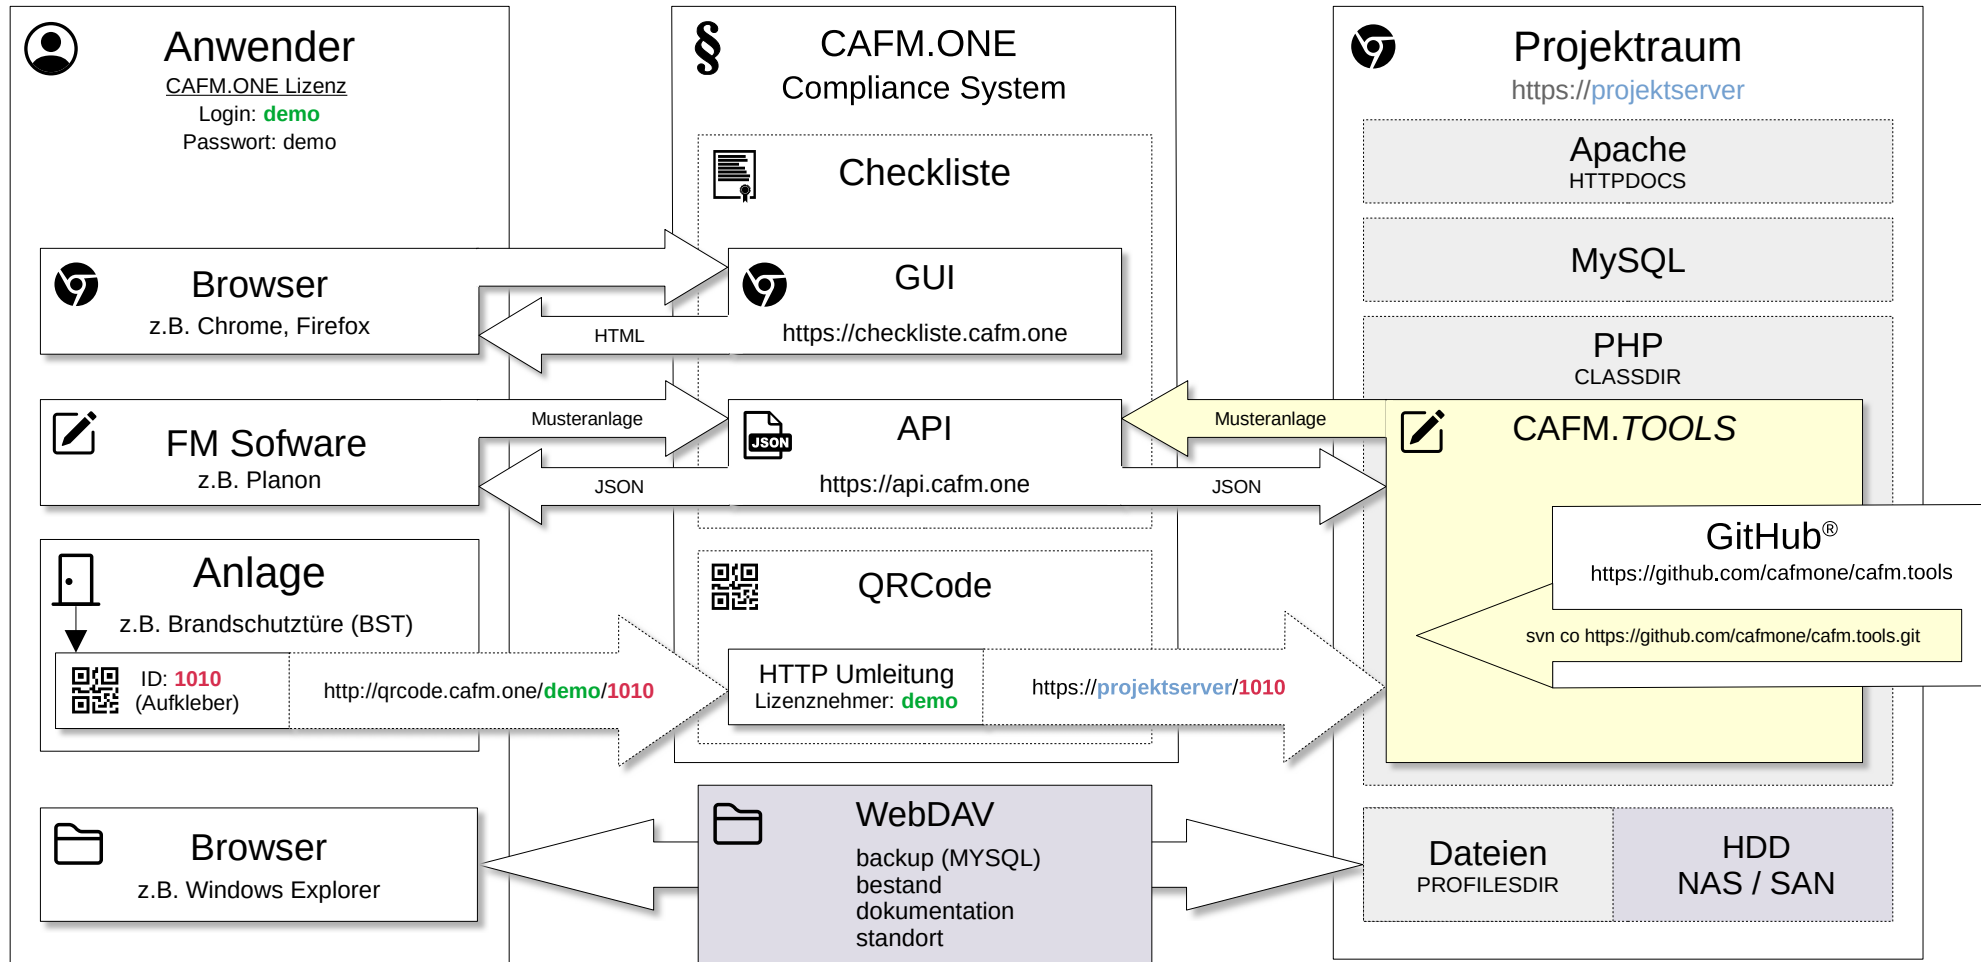 Anwender
CAFM.ONE Lizenz
Login: demo
Passwort: demo
Browser
z.B. Chrome, Firefox
FM Sofware
z.B. Planon
Anlage
z.B. Brandschutztüre (BST)
ID: 1010
(Aufkleber)
http://qrcode.cafm.one/demo/1010
Browser
z.B. Windows Explorer
HTML
Musteranlage
JSON
§
CAFM.ONE
Compliance System
Checkliste
GUI
https://checkliste.cafm.one
API
JSON
https://api.cafm.one
QRCode
HTTP Umleitung
Lizenznehmer: demo
https://projektserver/1010
WebDAV
backup (MYSQL)
bestand
dokumentation
standort
Musteranlage
JSON
Projektraum
https://projektserver
Apache
HTTPDOCS
MySQL
PHP
CLASSDIR
CAFM.TOOLS
GitHub®
https://github.com/cafmone/cafm.tools
svn co https://github.com/cafmone/cafm.tools.git
Dateien
PROFILESDIR
HDD
NAS / SAN